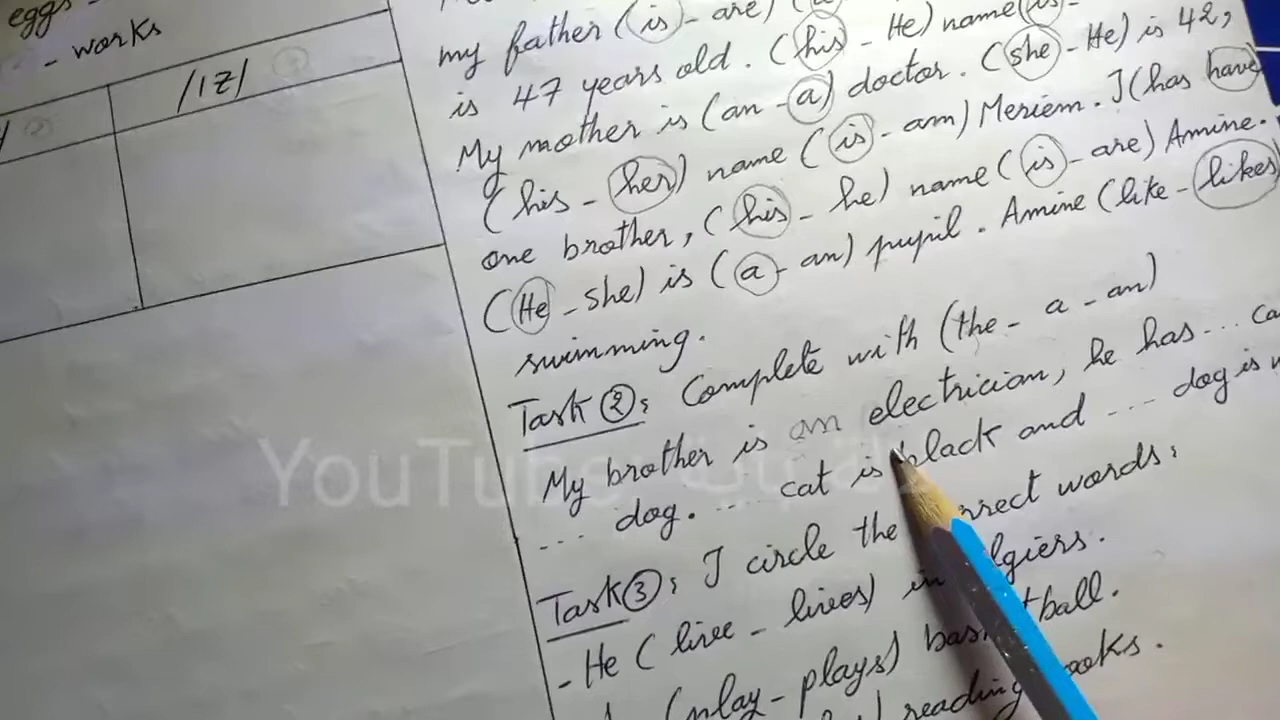 eggs -
- works
/IZ/ 3
2
my father (is - are)
is 47 years old. (his - He) name (is -
My mother is (an - a) doctor. (she - He) is 42,
(his - her) name (is - am) Meriem. I (has have)
one brother, (his - he) name (is - are) Amine.
(He - she) is (a - an) pupil. Amine (like - likes)
swimming.
Task 2: Complete with (the - a - an)
My brother is an electrician, he has ...
... dog. ... cat is black and ... dog is
Task 3: I circle the correct words:
- He (live - lives) in Algiers.
(play - plays) basketball.
reading books.
YouTube